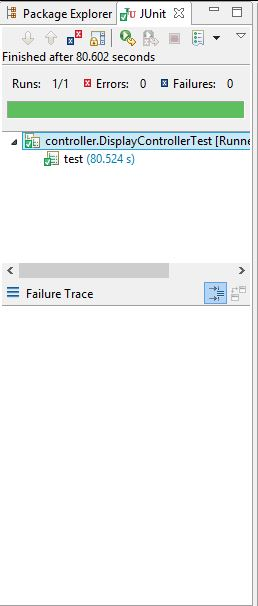 Package Explorer JUnit
Finished after 80.602 seconds
Runs: 1/1 Errors: 0 Failures: 0
controller.DisplayControllerTest [Runne
test (80.524 s)
Failure Trace